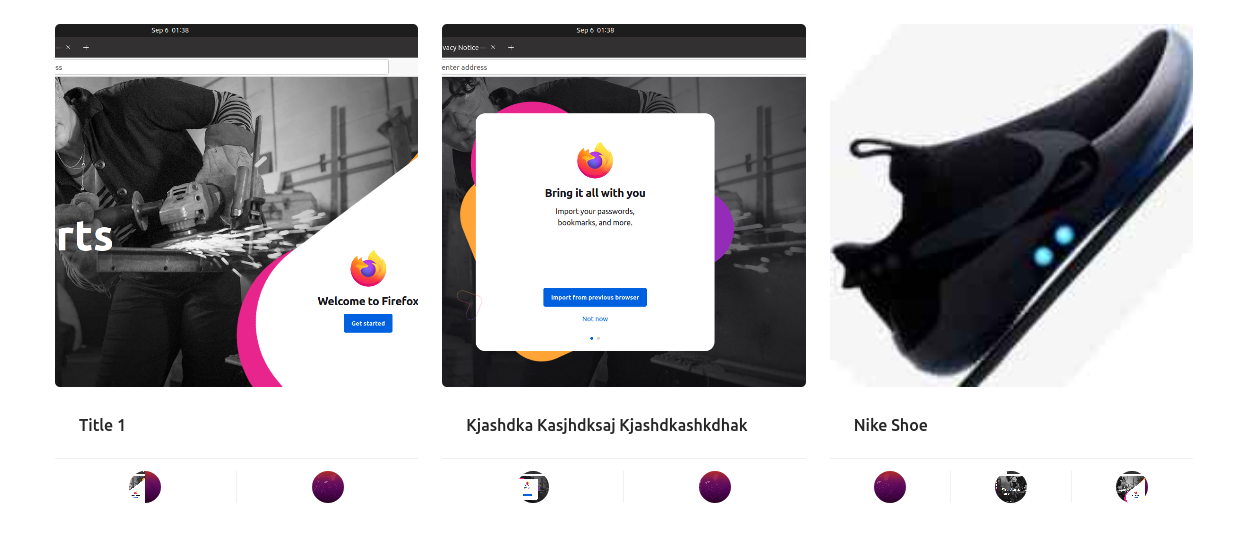 Sep 6 01:38
ss
rts
Welcome to Firefox
Get started
Title 1
Sep 6 01:38
vacy Notice —
enter address
Bring it all with you
Import your passwords,
bookmarks, and more.
Import from previous browser
Not now
Kjashdka Kasjhdksaj Kjashdkashkdhak
Nike Shoe